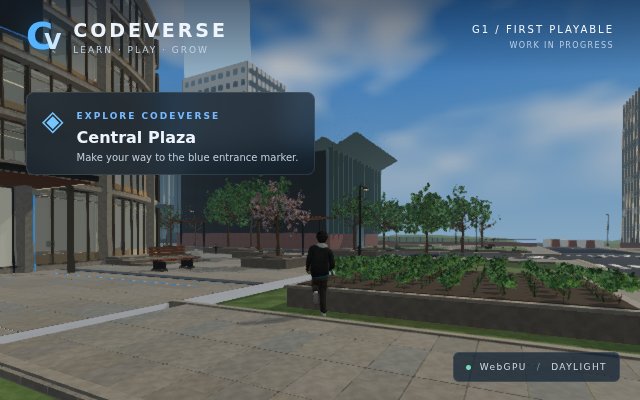 Cv CODEVERSE
LEARN · PLAY · GROW
G1 / FIRST PLAYABLE
WORK IN PROGRESS
EXPLORE CODEVERSE
Central Plaza
Make your way to the blue entrance marker.
WebGPU / DAYLIGHT